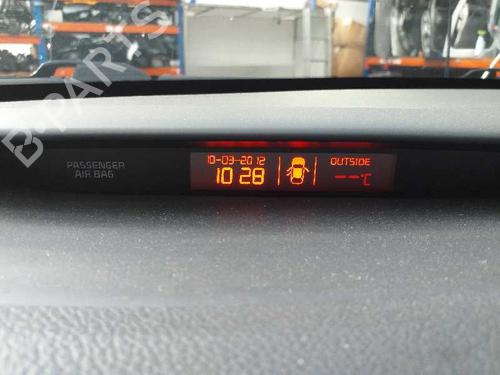 B-PARTS
PASSENGER
AIR BAG
10-03-2012
10:28
OUTSIDE
--°C